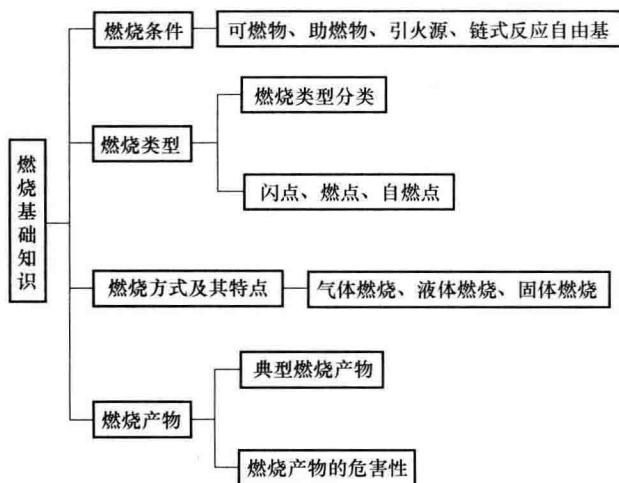 燃烧基础知识
燃烧条件
可燃物、助燃物、引火源、链式反应自由基
燃烧类型
燃烧类型分类
闪点、燃点、自燃点
燃烧方式及其特点
气体燃烧、液体燃烧、固体燃烧
燃烧产物
典型燃烧产物
燃烧产物的危害性